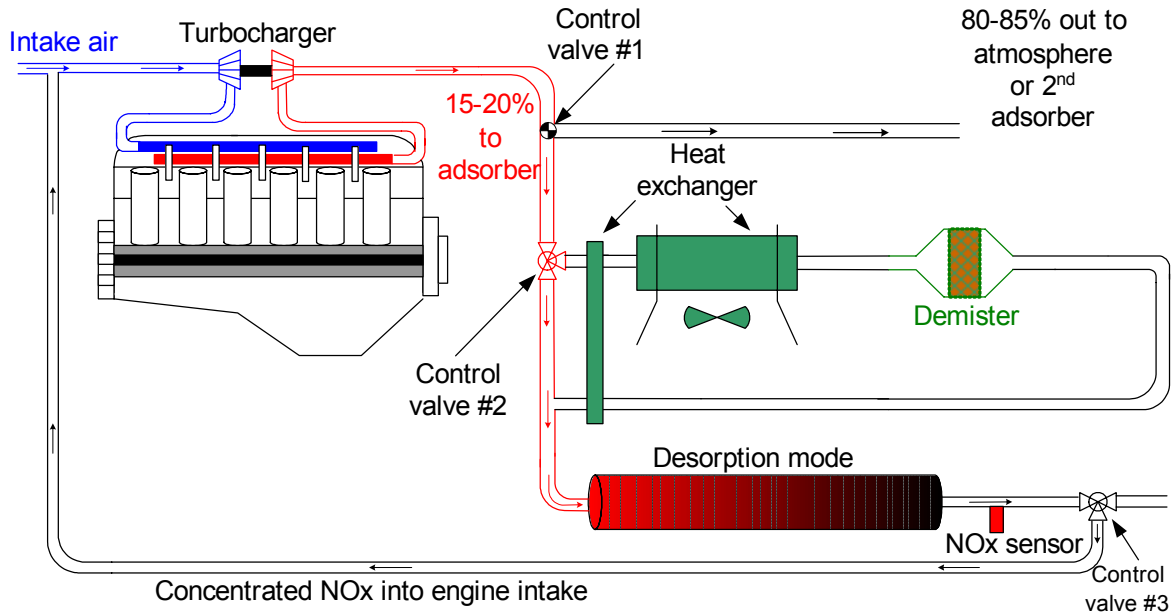 Intake air
Turbocharger
Control
valve #1
80-85% out to
atmosphere
or 2nd
adsorber
15-20%
to
adsorber
Heat
exchanger
Demister
Control
valve #2
Desorption mode
NOx sensor
Concentrated NOx into engine intake
Control
valve #3